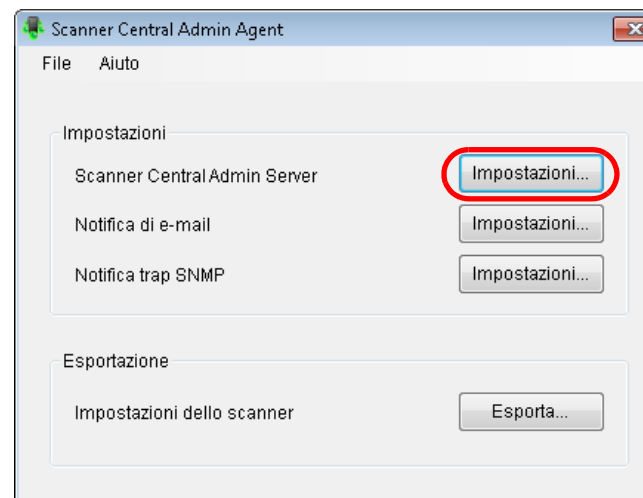 Scanner Central Admin Agent
File Aiuto
Impostazioni
Scanner Central Admin Server Impostazioni...
Notifica di e-mail Impostazioni...
Notifica trap SNMP Impostazioni...
Esportazione
Impostazioni dello scanner Esporta...